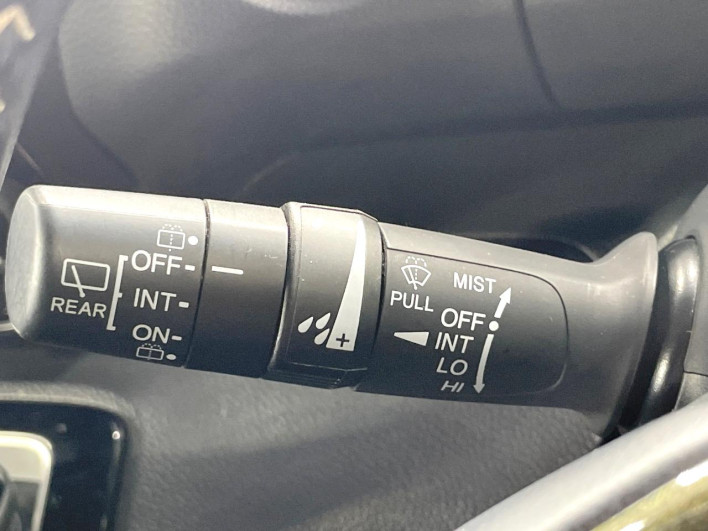 OFF-
REAR
INT-
ON-
MIST
PULL
OFF
INT
LO
HI